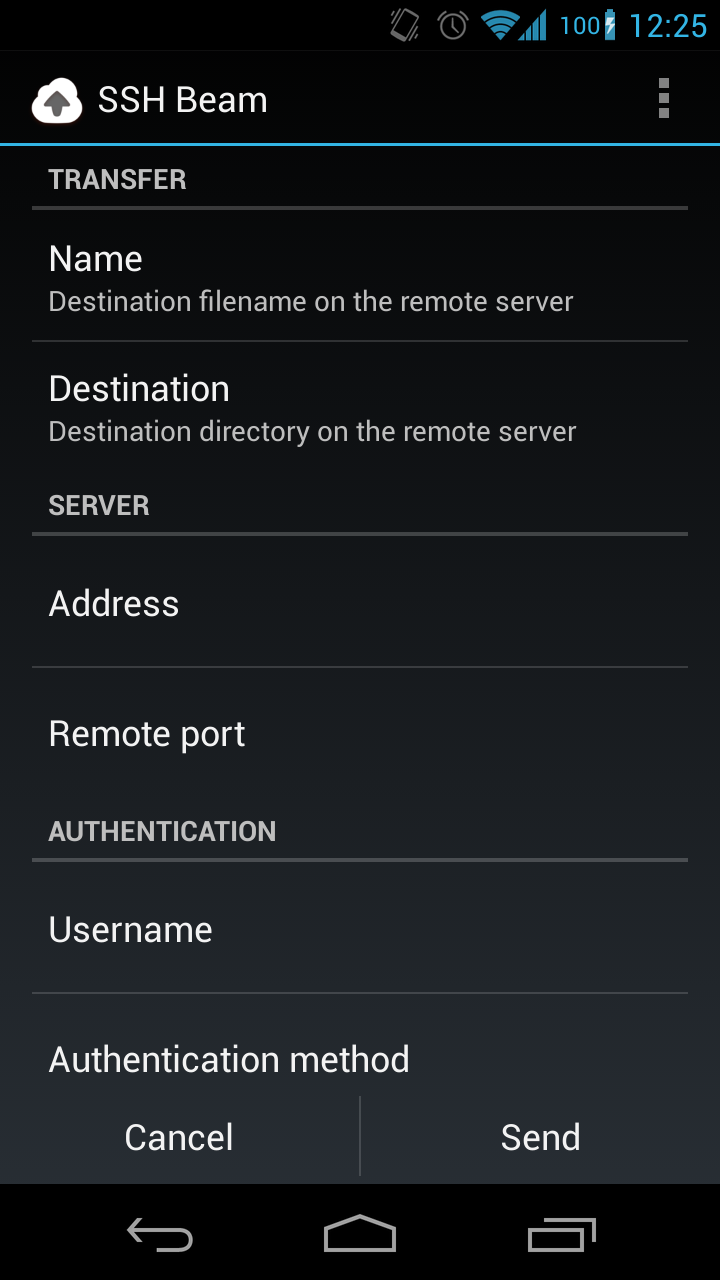 100 12:25
SSH Beam
TRANSFER
Name
Destination filename on the remote server
Destination
Destination directory on the remote server
SERVER
Address
Remote port
AUTHENTICATION
Username
Authentication method
Cancel Send